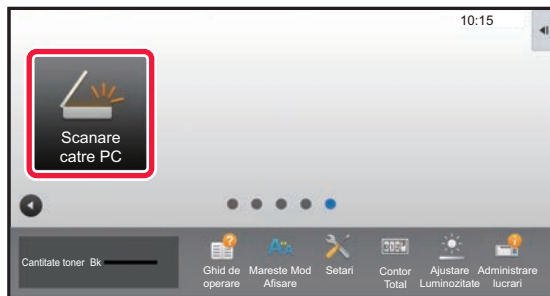 10:15
Scanare
catre PC
Cantitate toner Bk
Ghid de
operare
Mareste Mod
Afisare
Setari
Contor
Total
Ajustare
Luminozitate
Administrare
lucrari